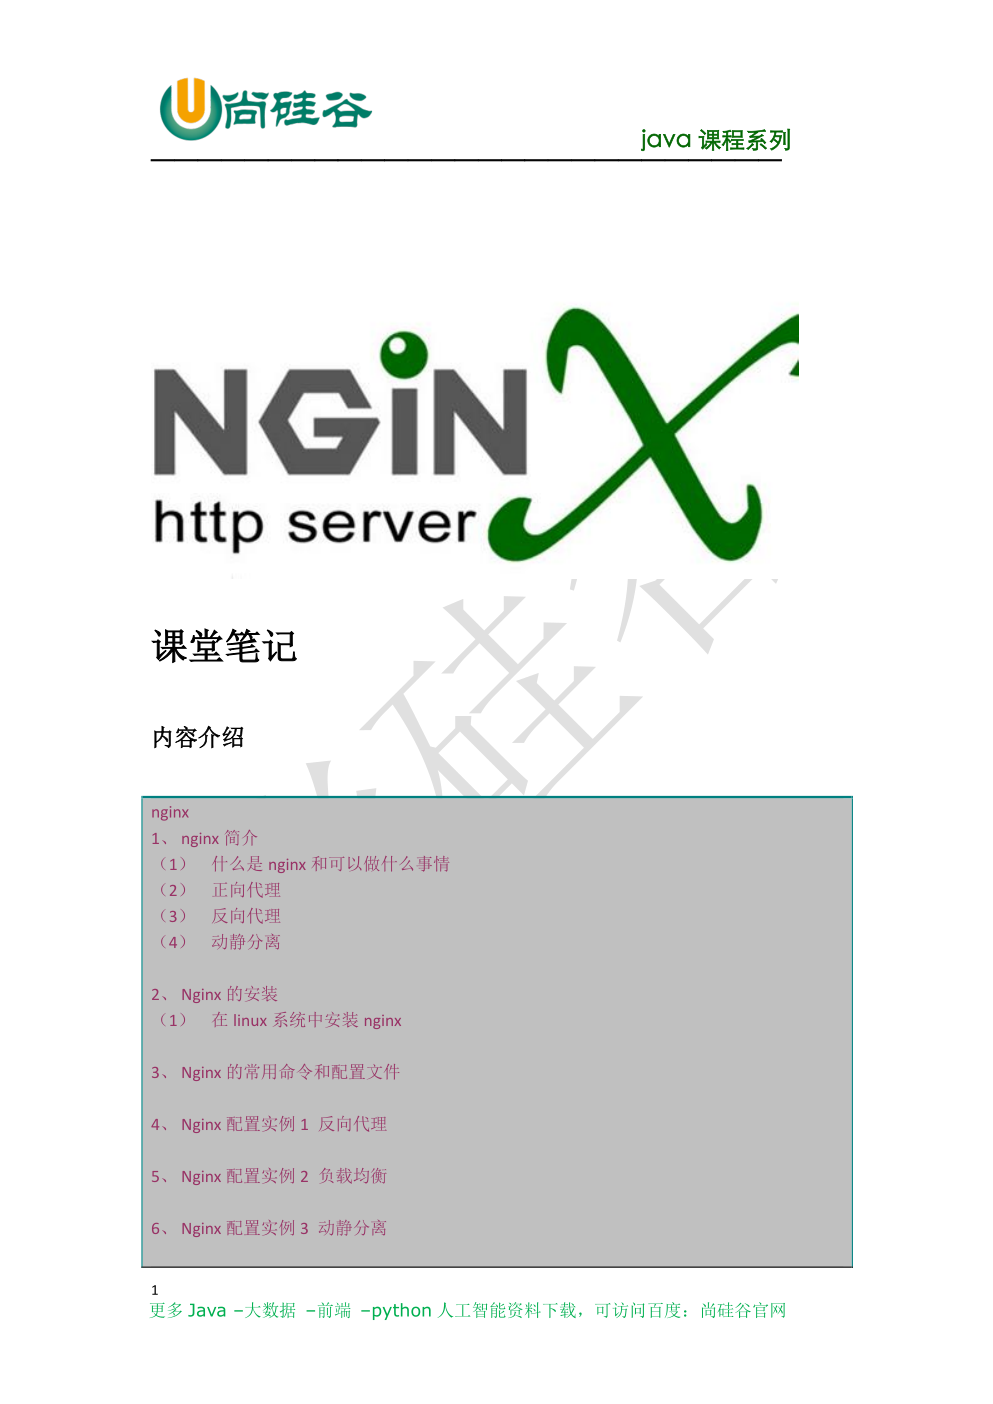 尚硅谷
java 课程系列
NGiNX
http server
课堂笔记
内容介绍
nginx
1、 nginx 简介
（1） 什么是 nginx 和可以做什么事情
（2） 正向代理
（3） 反向代理
（4） 动静分离
2、 Nginx 的安装
（1） 在 linux 系统中安装 nginx
3、 Nginx 的常用命令和配置文件
4、 Nginx 配置实例 1 反向代理
5、 Nginx 配置实例 2 负载均衡
6、 Nginx 配置实例 3 动静分离
1
更多 Java –大数据 –前端 –python 人工智能资料下载，可访问百度：尚硅谷官网